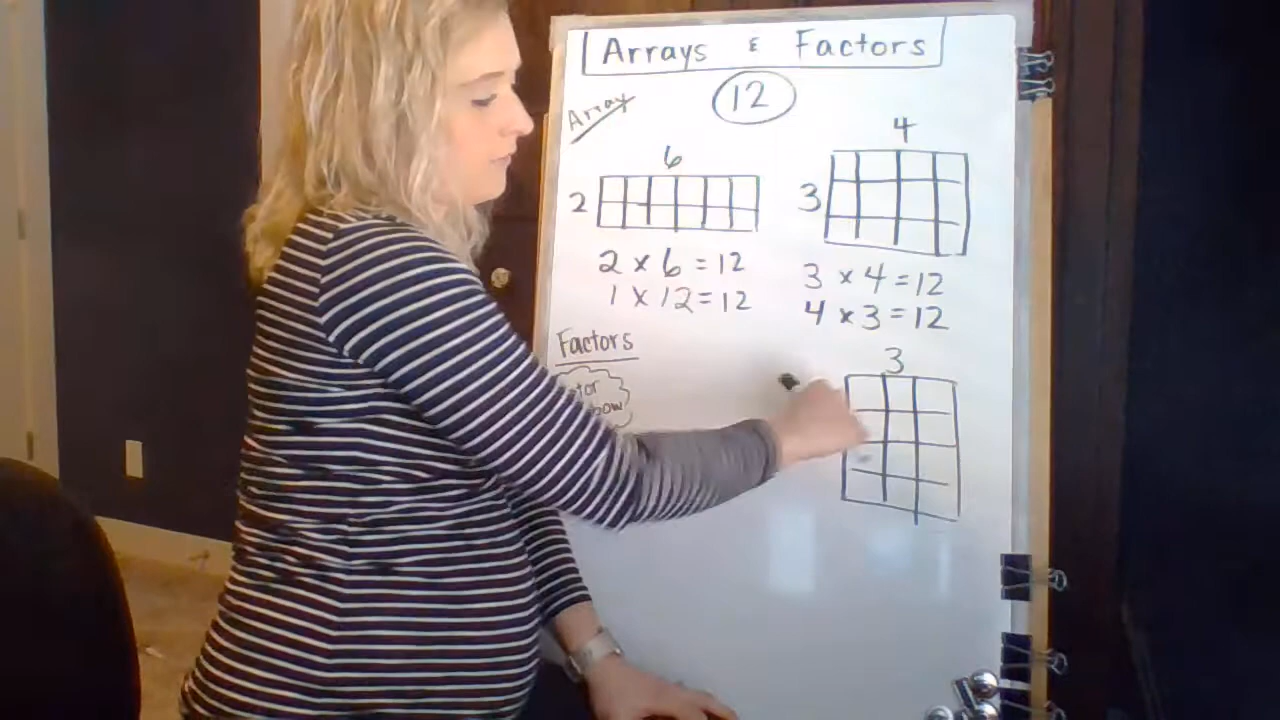 Arrays & Factors
12
Array
6
2
2 x 6 = 12
1 x 12 = 12
4
3
3 x 4 = 12
4 x 3 = 12
3
Factors